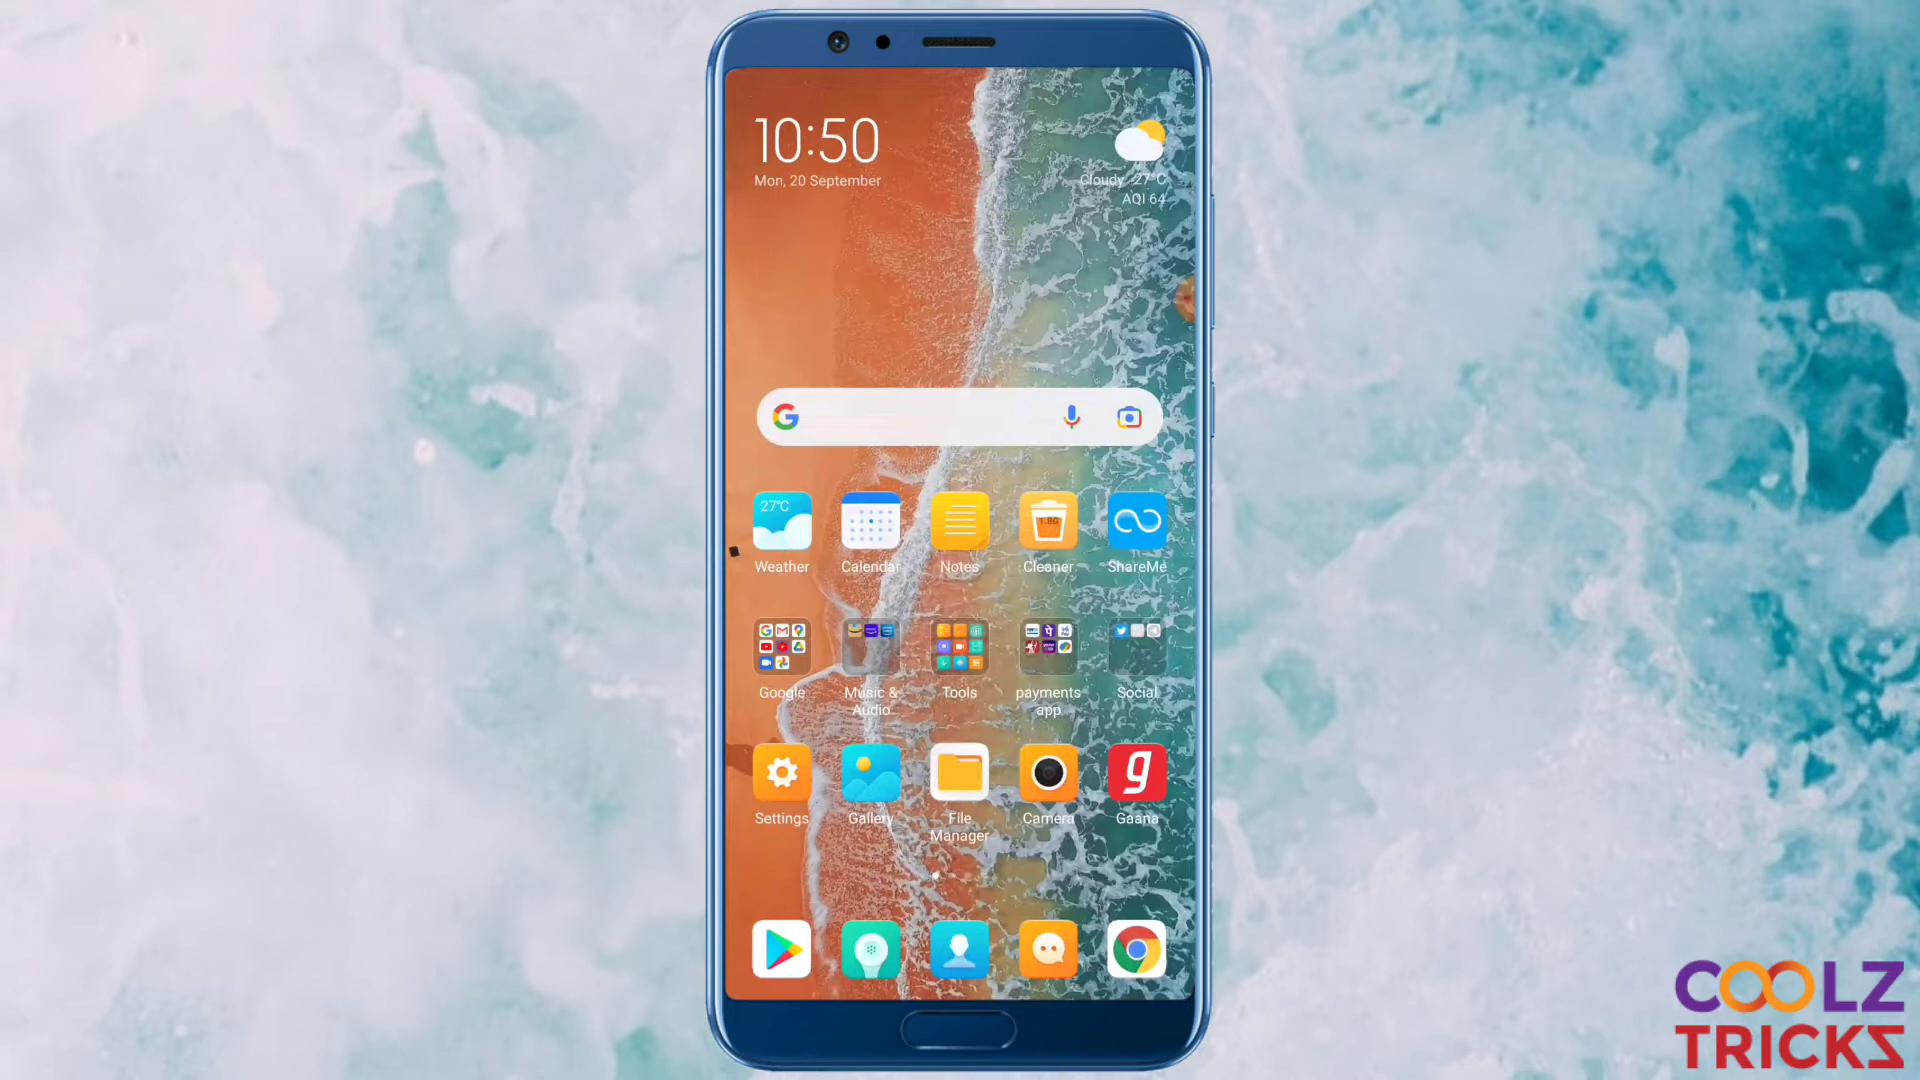 10:50
Mon, 20 September
Cloudy 27°C
AQI 64
27°C
Weather
Calendar
Notes
Cleaner
ShareMe
Google
Music &
Audio
Tools
payments
app
Social
Settings
Gallery
File
Manager
Camera
Gaana
COOLZ
TRICKS